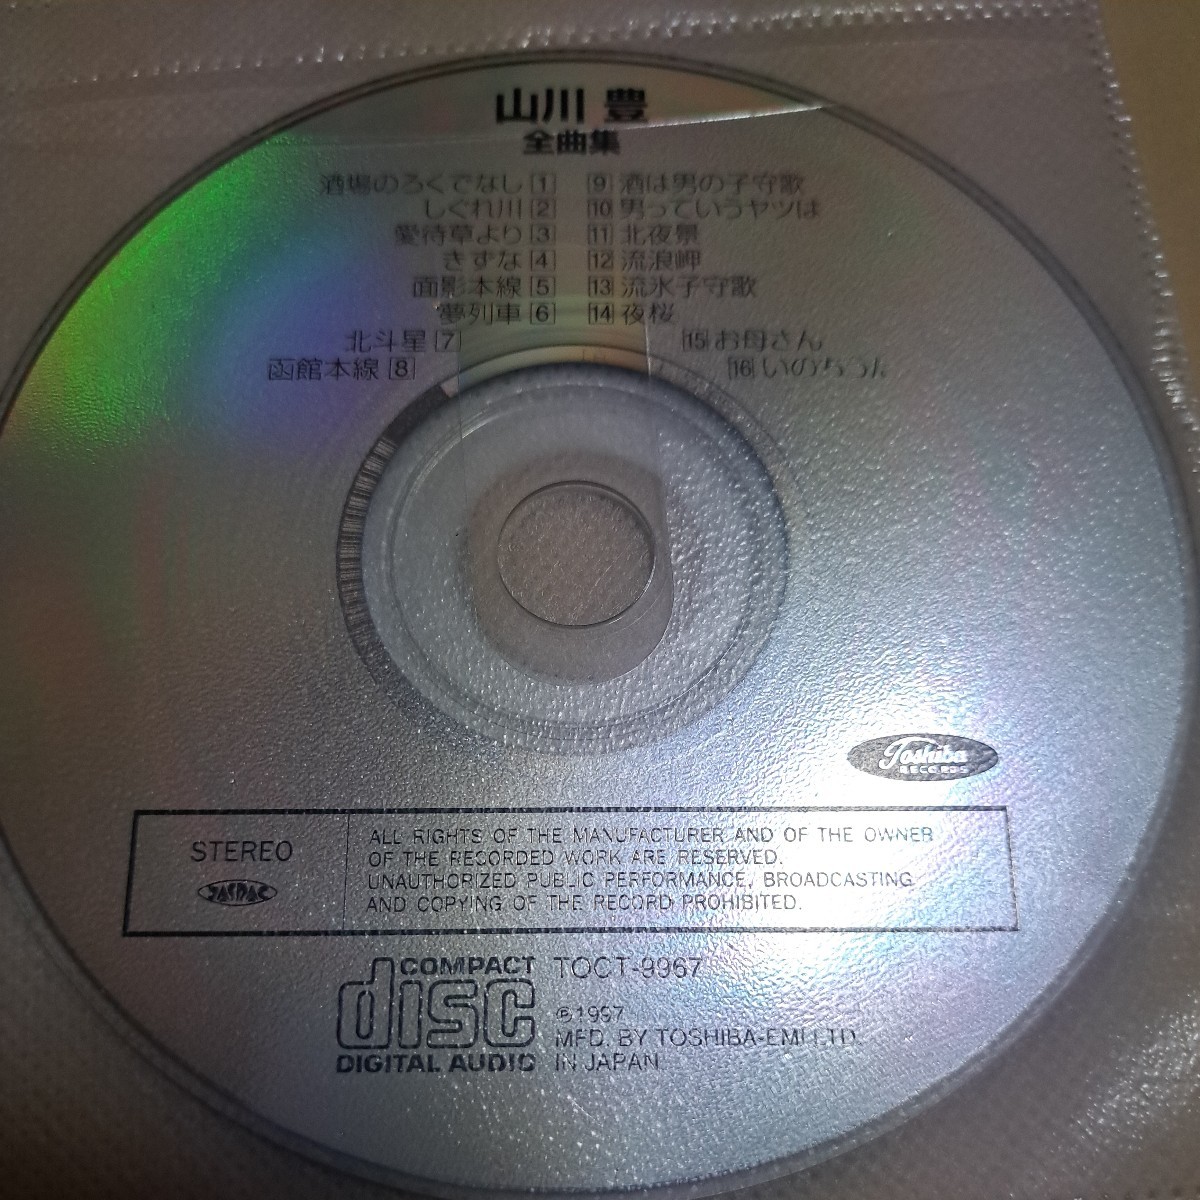 山川 豊
全曲集
酒場のろくでなし 1
しぐれ川 2
愛待草より 3
きずな 4
面影本線 5
夢列車 6
北斗星 7
函館本線 8
9 酒は男の子守歌
10 男っていうヤツは
11 北夜景
12 流浪岬
13 流氷子守歌
14 夜桜
15 お母さん
16
Toshiba
RECORDS
STEREO
JASRAC
ALL RIGHTS OF THE MANUFACTURER AND OF THE OWNER
OF THE RECORDED WORK ARE RESERVED.
UNAUTHORIZED PUBLIC PERFORMANCE, BROADCASTING
AND COPYING OF THE RECORD PROHIBITED.
COMPACT
disc
DIGITAL AUDIO
TOCT-9967
Ⓟ1997
MFD. BY TOSHIBA-EMI LTD.
IN JAPAN